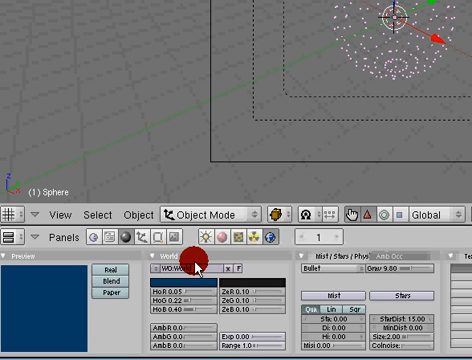 z
x
(1) Sphere
View Select Object Object Mode Global
Panels 1
Preview
World
Mist / Stars / Physi Amb Occ
Real
Blend
Paper
WO:World
x
F
HoR 0.05
HoG 0.22
HoB 0.40
ZeR 0.10
ZeG 0.10
ZeB 0.10
AmbR 0.0
AmbG 0.0
AmbB 0.0
Exp 0.00
Range 1.0
Bullet
Grav 9.80
Mist
Stars
Qua Lin Sqr
Sta: 0.00
Di: 0.00
Hi: 0.00
Misi 0.00
StarDist: 15.00
MinDist: 0.00
Size:2.00
Colnoise: